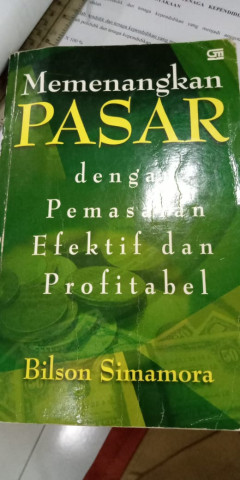 Memenangkan
PASAR
dengan
Pemasaran
Efektif dan
Profitabel
Bilson Simamora